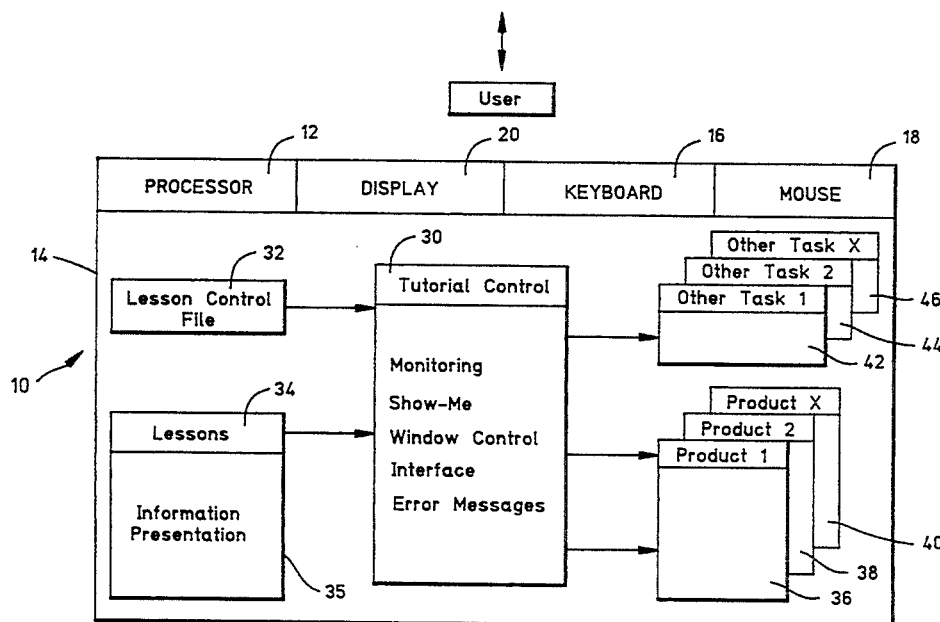 User
12
20
16
18
PROCESSOR
DISPLAY
KEYBOARD
MOUSE
14
32
30
Lesson Control
File
Tutorial Control
Other Task X
Other Task 2
Other Task 1
46
44
42
10
Monitoring
Show-Me
Window Control
Interface
Error Messages
34
Lessons
Information
Presentation
35
Product X
Product 2
Product 1
40
38
36